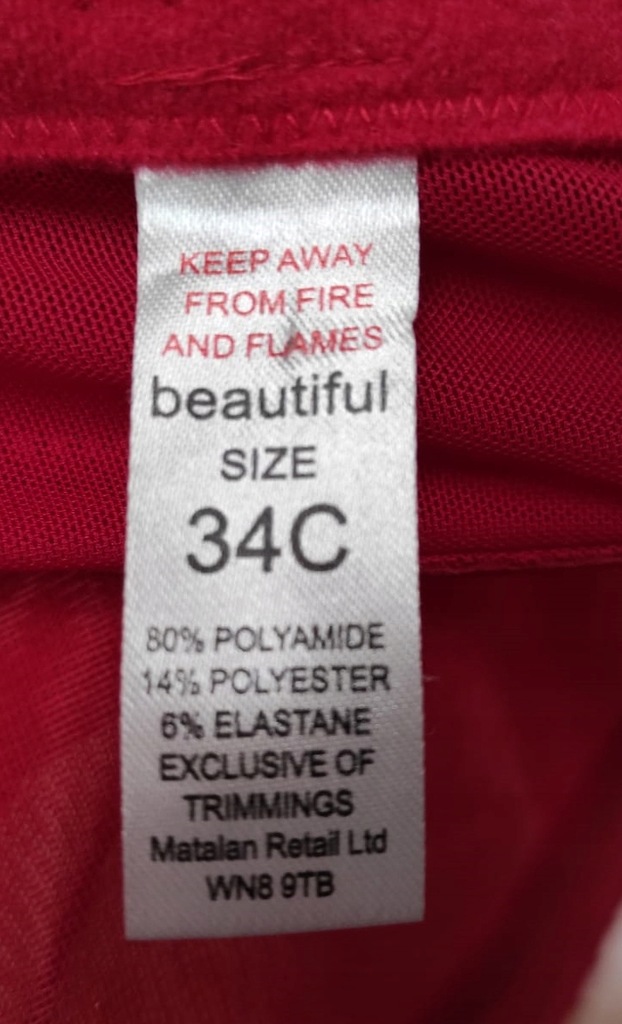 KEEP AWAY
FROM FIRE
AND FLAMES
beautiful
SIZE
34C
80% POLYAMIDE
14% POLYESTER
6% ELASTANE
EXCLUSIVE OF
TRIMMINGS
Matalan Retail Ltd
WN8 9TB